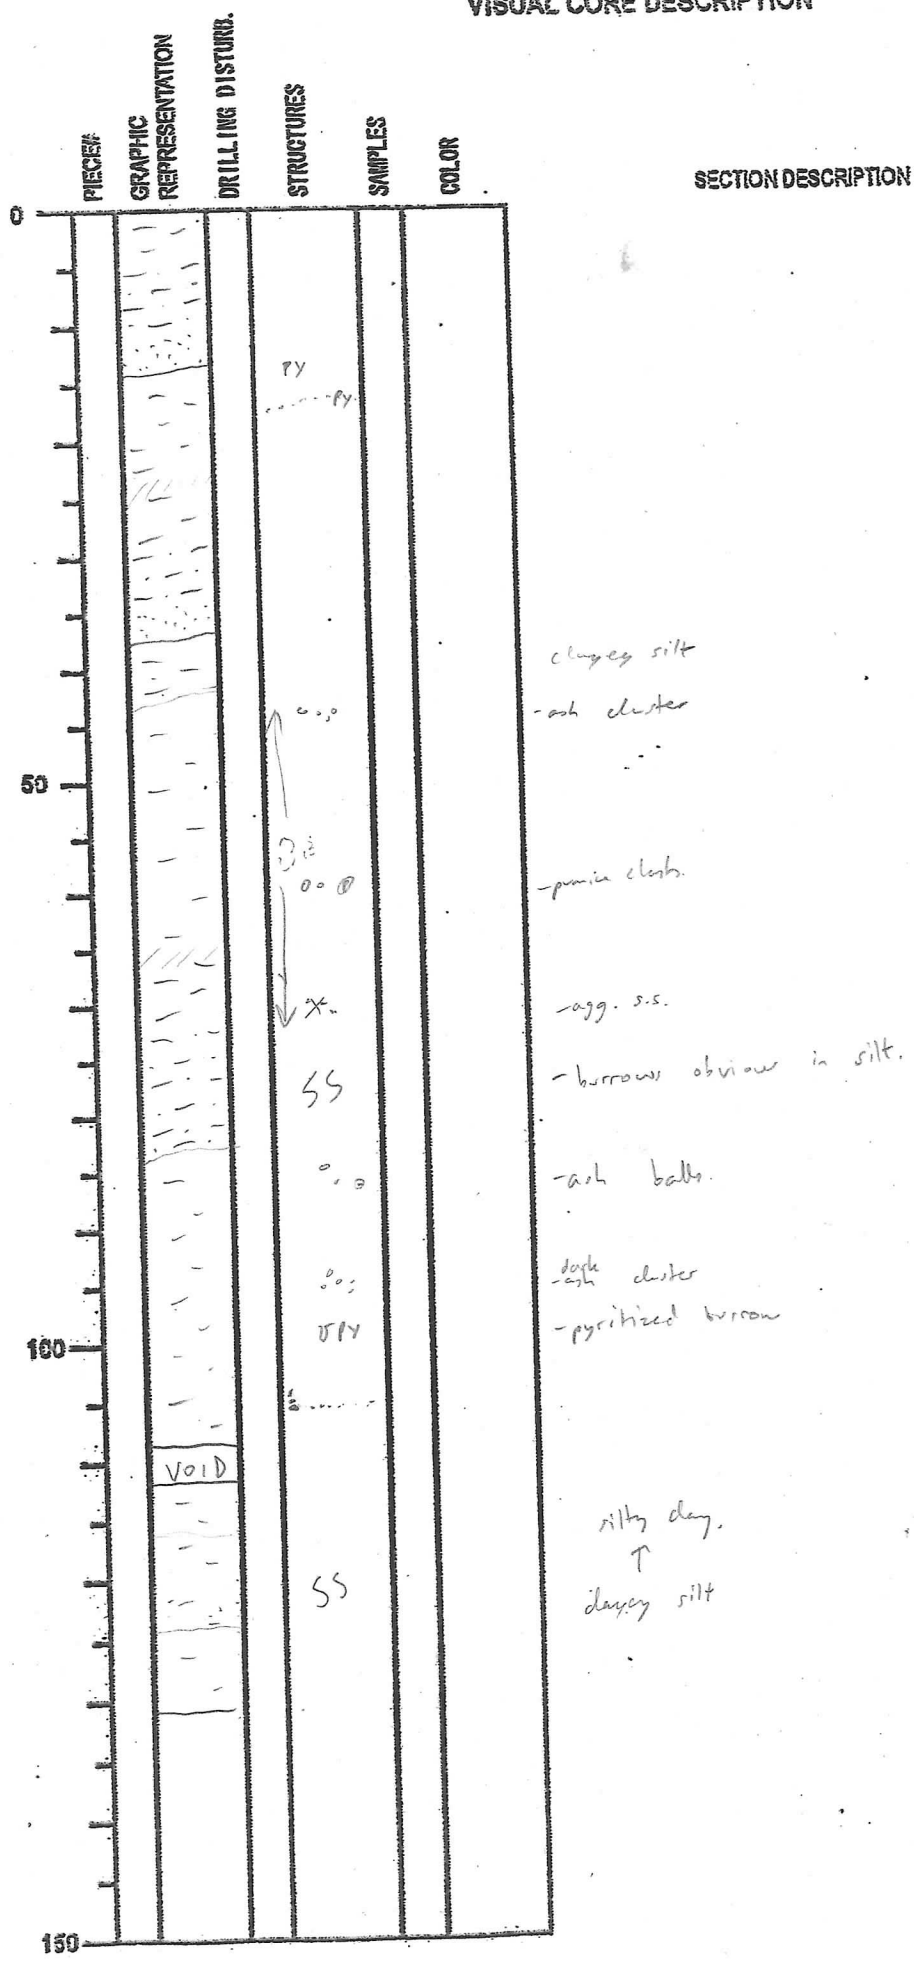 VISUAL CORE DESCRIPTION
PIECE#
GRAPHIC REPRESENTATION
DRILLING DISTURB.
STRUCTURES
SAMPLES
COLOR
SECTION DESCRIPTION
0
PY
PY
clayey silt
-ash cluster
50
-pumice clasts.
X
-agg. s.s.
SS
-burrows obvious in silt.
-ash balls.
-dark ash cluster
PY
-pyritized burrow
100
VOID
silty clay.
↑
SS
clayey silt
150